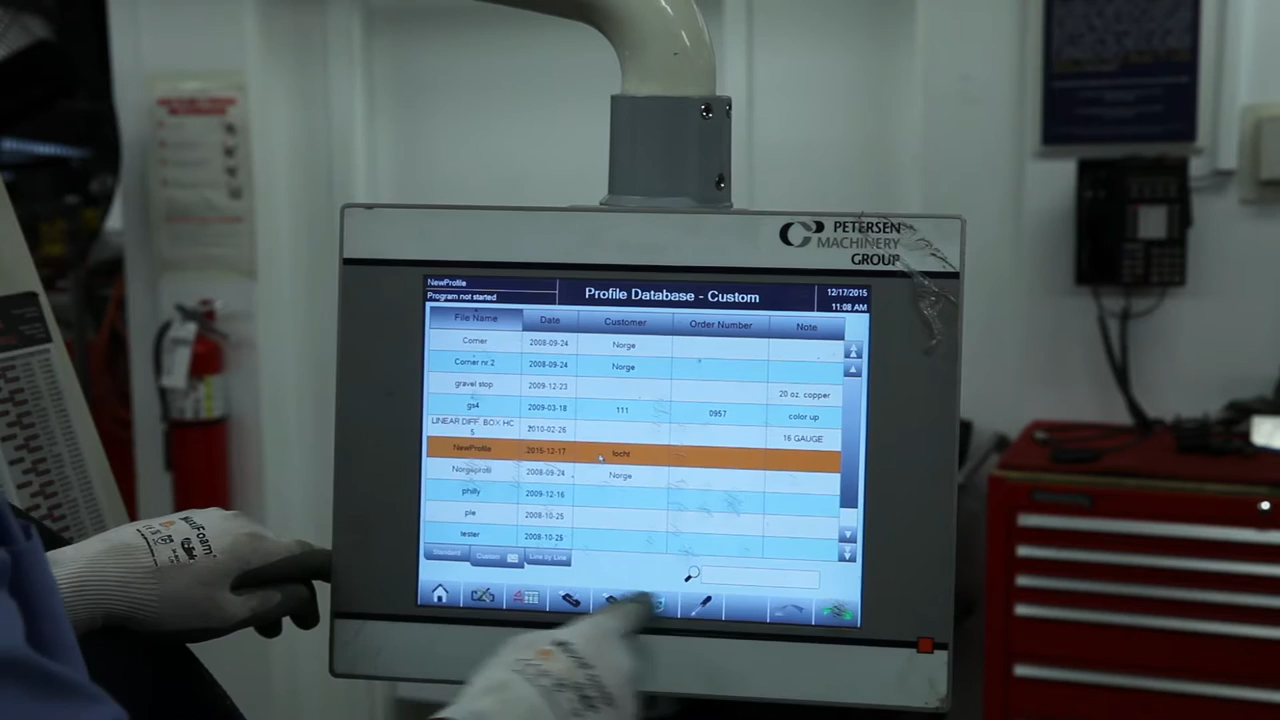 PETERSEN
MACHINERY
GROUP
NewProfile
Program not started
Profile Database - Custom
12/17/2015
11:08 AM
File Name Date Customer Order Number Note
Corner 2008-09-24 Norge
Corner nr.2 2008-09-24 Norge
gravel stop 2009-12-23 20 oz. copper
gs4 2009-03-18 111 0957 color up
LINEAR DIFF. BOX HC
5 2010-02-26 16 GAUGE
NewProfile 2015-12-17
Norgeprofil 2008-09-24 Norge
philly 2009-12-16
ple 2008-10-25
tester 2008-10-25
Standard Custom Line by Line
MaxiFoam